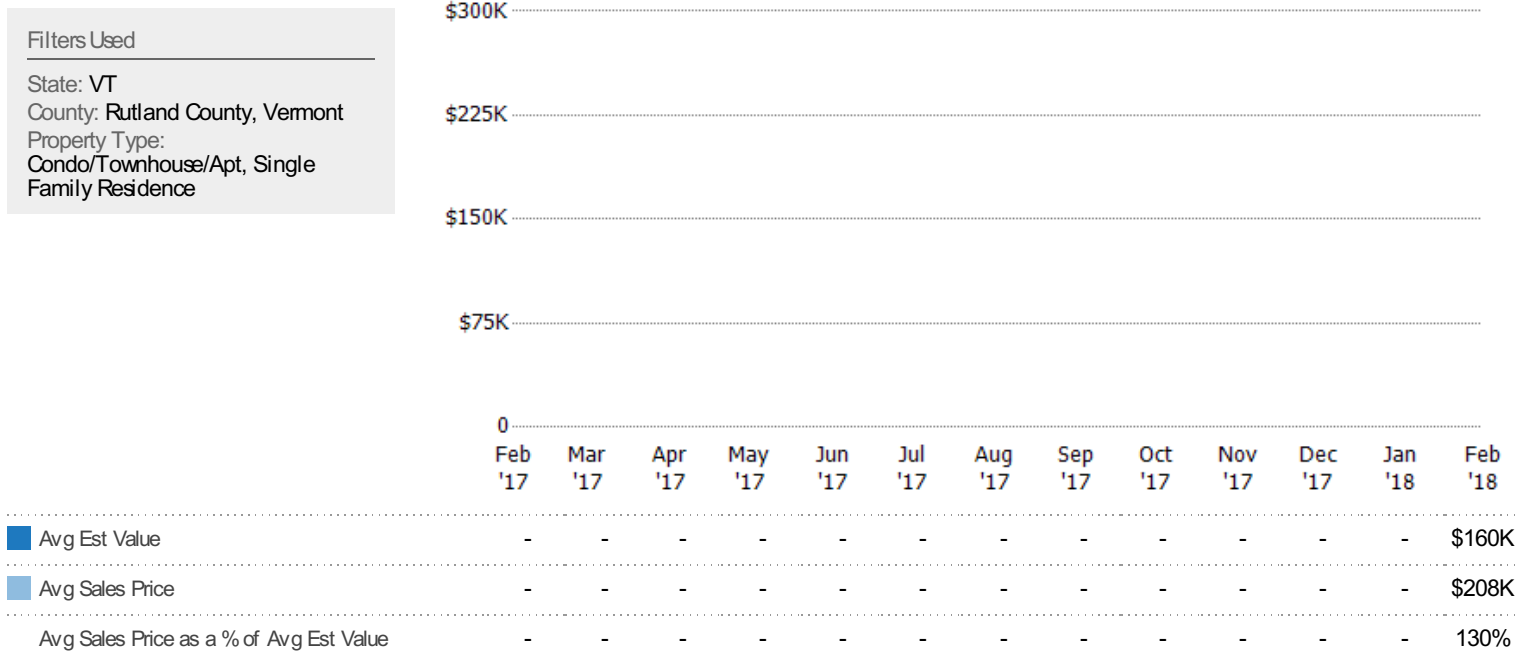 Filters Used
State: VT
County: Rutland County, Vermont
Property Type:
Condo/Townhouse/Apt, Single
Family Residence
$300K
$225K
$150K
$75K
0
Feb Mar Apr May Jun Jul Aug Sep Oct Nov Dec Jan Feb
'17 '17 '17 '17 '17 '17 '17 '17 '17 '17 '17 '18 '18
Avg Est Value - - - - - - - - - - - - $160K
Avg Sales Price - - - - - - - - - - - - $208K
Avg Sales Price as a % of Avg Est Value - - - - - - - - - - - - 130%